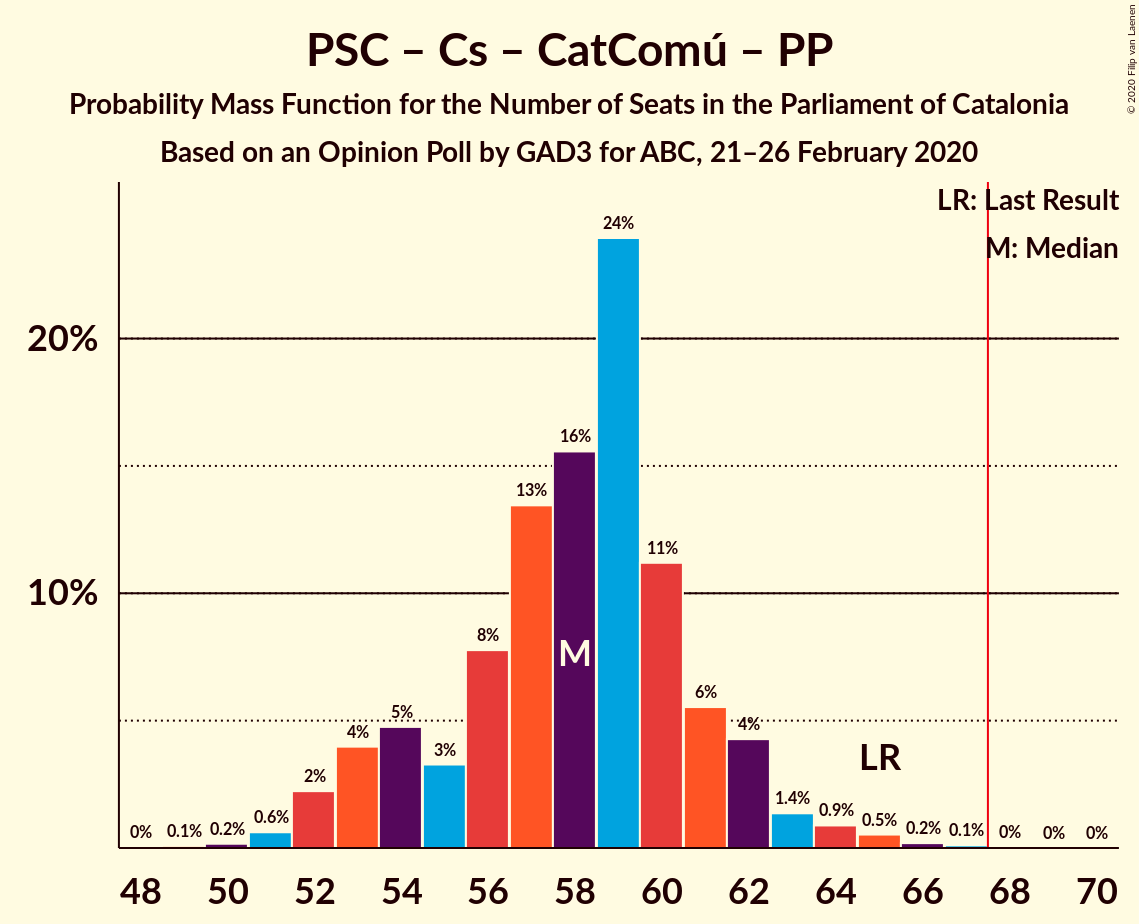 PSC – Cs – CatComú – PP
Probability Mass Function for the Number of Seats in the Parliament of Catalonia
Based on an Opinion Poll by GAD3 for ABC, 21–26 February 2020
© 2020 Filip van Laenen
LR: Last Result
M: Median
24%
20%
16%
13%
11%
10%
8%
M
6%
5%
4%
4%
3%
LR
2%
1.4%
0.9%
0.6%
0.5%
0% 0.1% 0.2% 0.2% 0.1% 0% 0% 0%
48 50 52 54 56 58 60 62 64 66 68 70